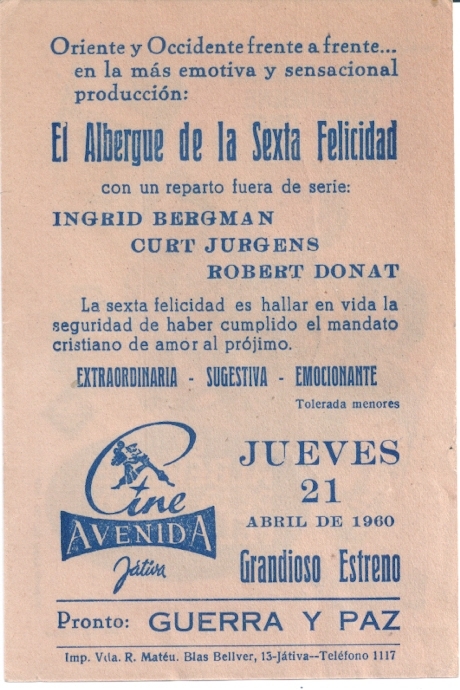 Oriente y Occidente frente a frente...
en la más emotiva y sensacional
producción:
El Albergue de la Sexta Felicidad
con un reparto fuera de serie:
INGRID BERGMAN
CURT JURGENS
ROBERT DONAT
La sexta felicidad es hallar en vida la
seguridad de haber cumplido el mandato
cristiano de amor al prójimo.
EXTRAORDINARIA - SUGESTIVA - EMOCIONANTE
Tolerada menores
Cine
AVENIDA
Játiva
JUEVES
21
ABRIL DE 1960
Grandioso Estreno
Pronto: GUERRA Y PAZ
Imp. Vda. R. Matéu. Blas Bellver, 13-Játiva--Teléfono 1117